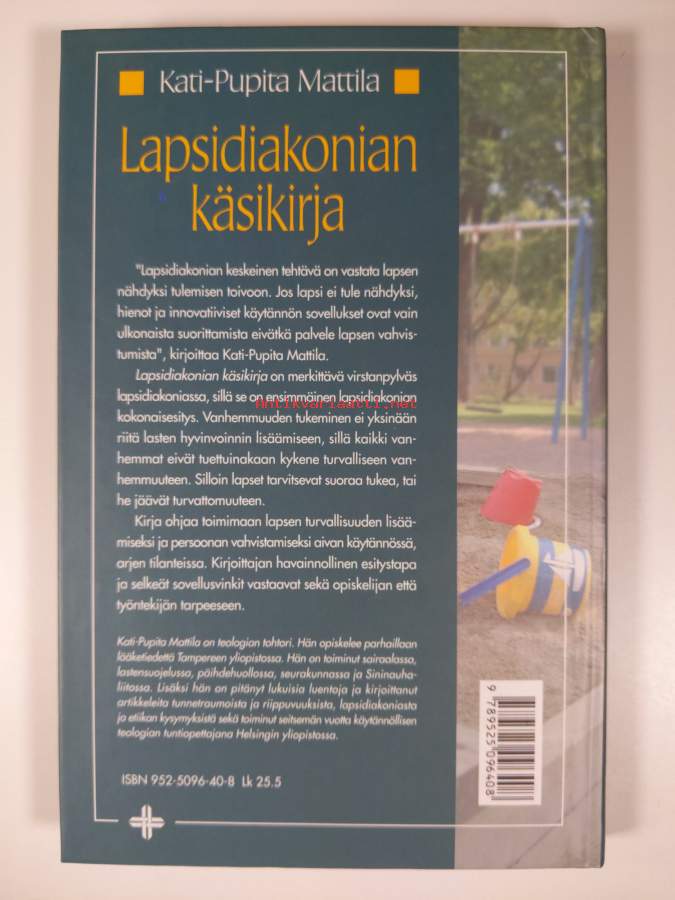 Kati-Pupita Mattila
Lapsidiakonian
käsikirja
"Lapsidiakonian keskeinen tehtävä on vastata lapsen
nähdyksi tulemisen toivoon. Jos lapsi ei tule nähdyksi,
hienot ja innovatiiviset käytännön sovellukset ovat vain
ulkonaista suorittamista eivätkä palvele lapsen vahvis-
tumista", kirjoittaa Kati-Pupita Mattila.
Lapsidiakonian käsikirja on merkittävä virstanpylväs
lapsidiakoniassa, sillä se on ensimmäinen lapsidiakonian
antikvariaatti.net
kokonaisesitys. Vanhemmuuden tukeminen ei yksinään
riitä lasten hyvinvoinnin lisäämiseen, sillä kaikki van-
hemmat eivät tuettuinakaan kykene turvalliseen van-
hemmuuteen. Silloin lapset tarvitsevat suoraa tukea, tai
he jäävät turvattomuuteen.
Kirja ohjaa toimimaan lapsen turvallisuuden lisää-
miseksi ja persoonan vahvistamiseksi aivan käytännössä,
arjen tilanteissa. Kirjoittajan havainnollinen esitystapa
ja selkeät sovellusvinkit vastaavat sekä opiskelijan että
työntekijän tarpeeseen.
Kati-Pupita Mattila on teologian tohtori. Hän opiskelee parhaillaan
lääketiedettä Tampereen yliopistossa. Hän on toiminut sairaalassa,
lastensuojelussa, päihdehuollossa, seurakunnassa ja Sininauha-
liitossa. Lisäksi hän on pitänyt lukuisia luentoja ja kirjoittanut
artikkeleita tunnetraumoista ja riippuvuuksista, lapsidiakoniasta
ja etiikan kysymyksistä sekä toiminut seitsemän vuotta käytännöllisen
teologian tuntiopettajana Helsingin yliopistossa.
ISBN 952-5096-40-8 Lk 25.5
9 789525 096408